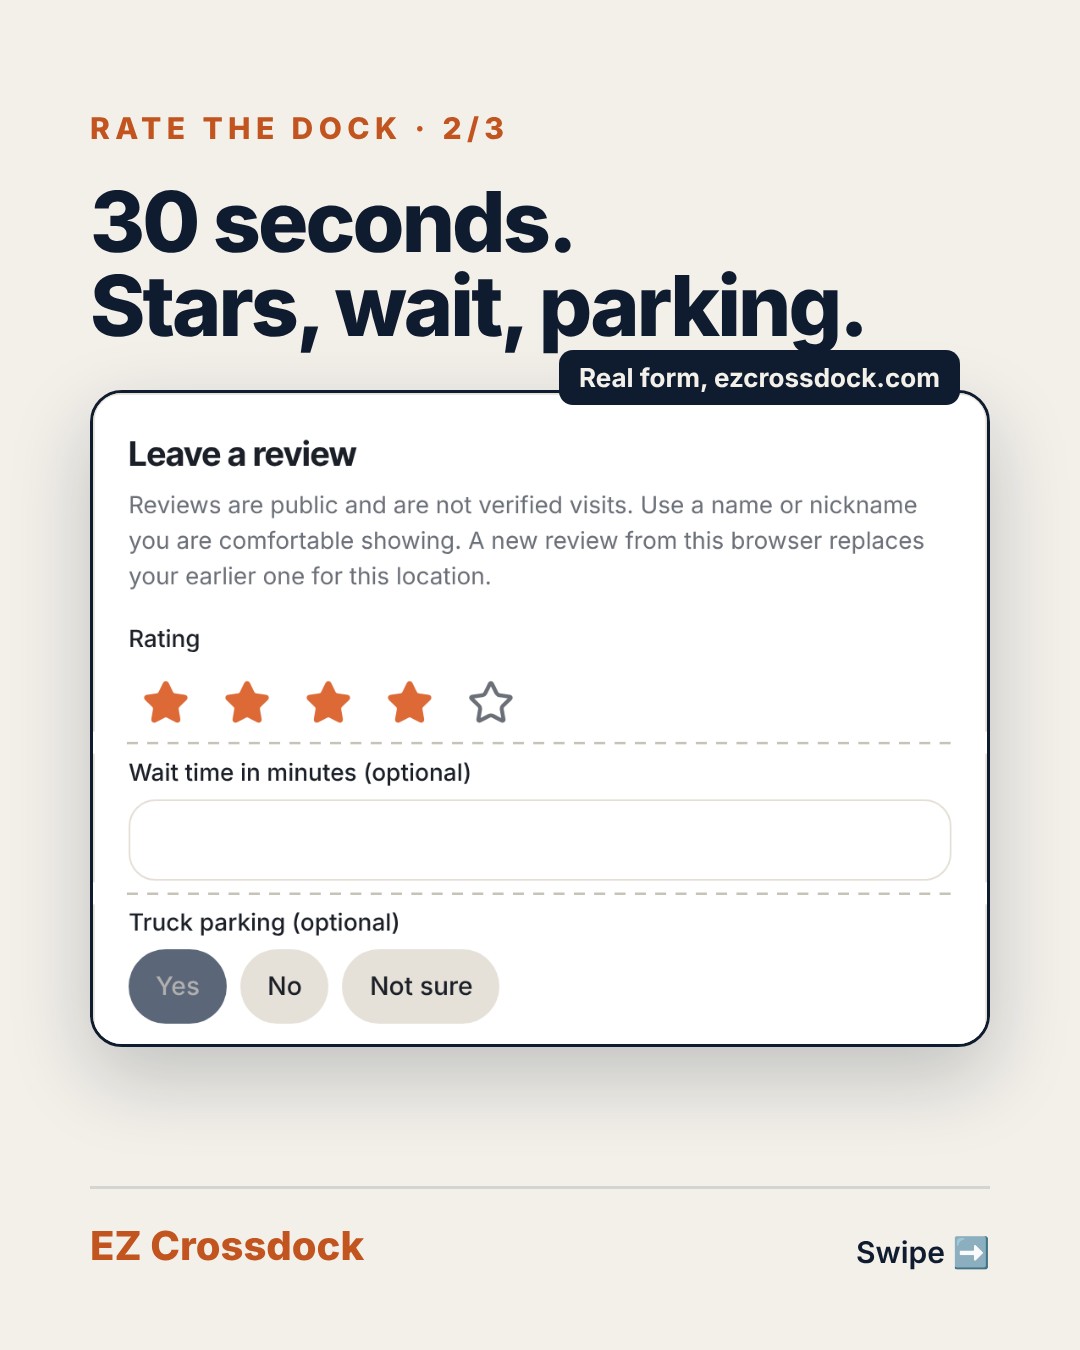 RATE THE DOCK · 2/3
30 seconds.
Stars, wait, parking.
Real form, ezcrossdock.com
Leave a review
Reviews are public and are not verified visits. Use a name or nickname
you are comfortable showing. A new review from this browser replaces
your earlier one for this location.
Rating
Wait time in minutes (optional)
Truck parking (optional)
Yes No Not sure
EZ Crossdock
Swipe ➡️